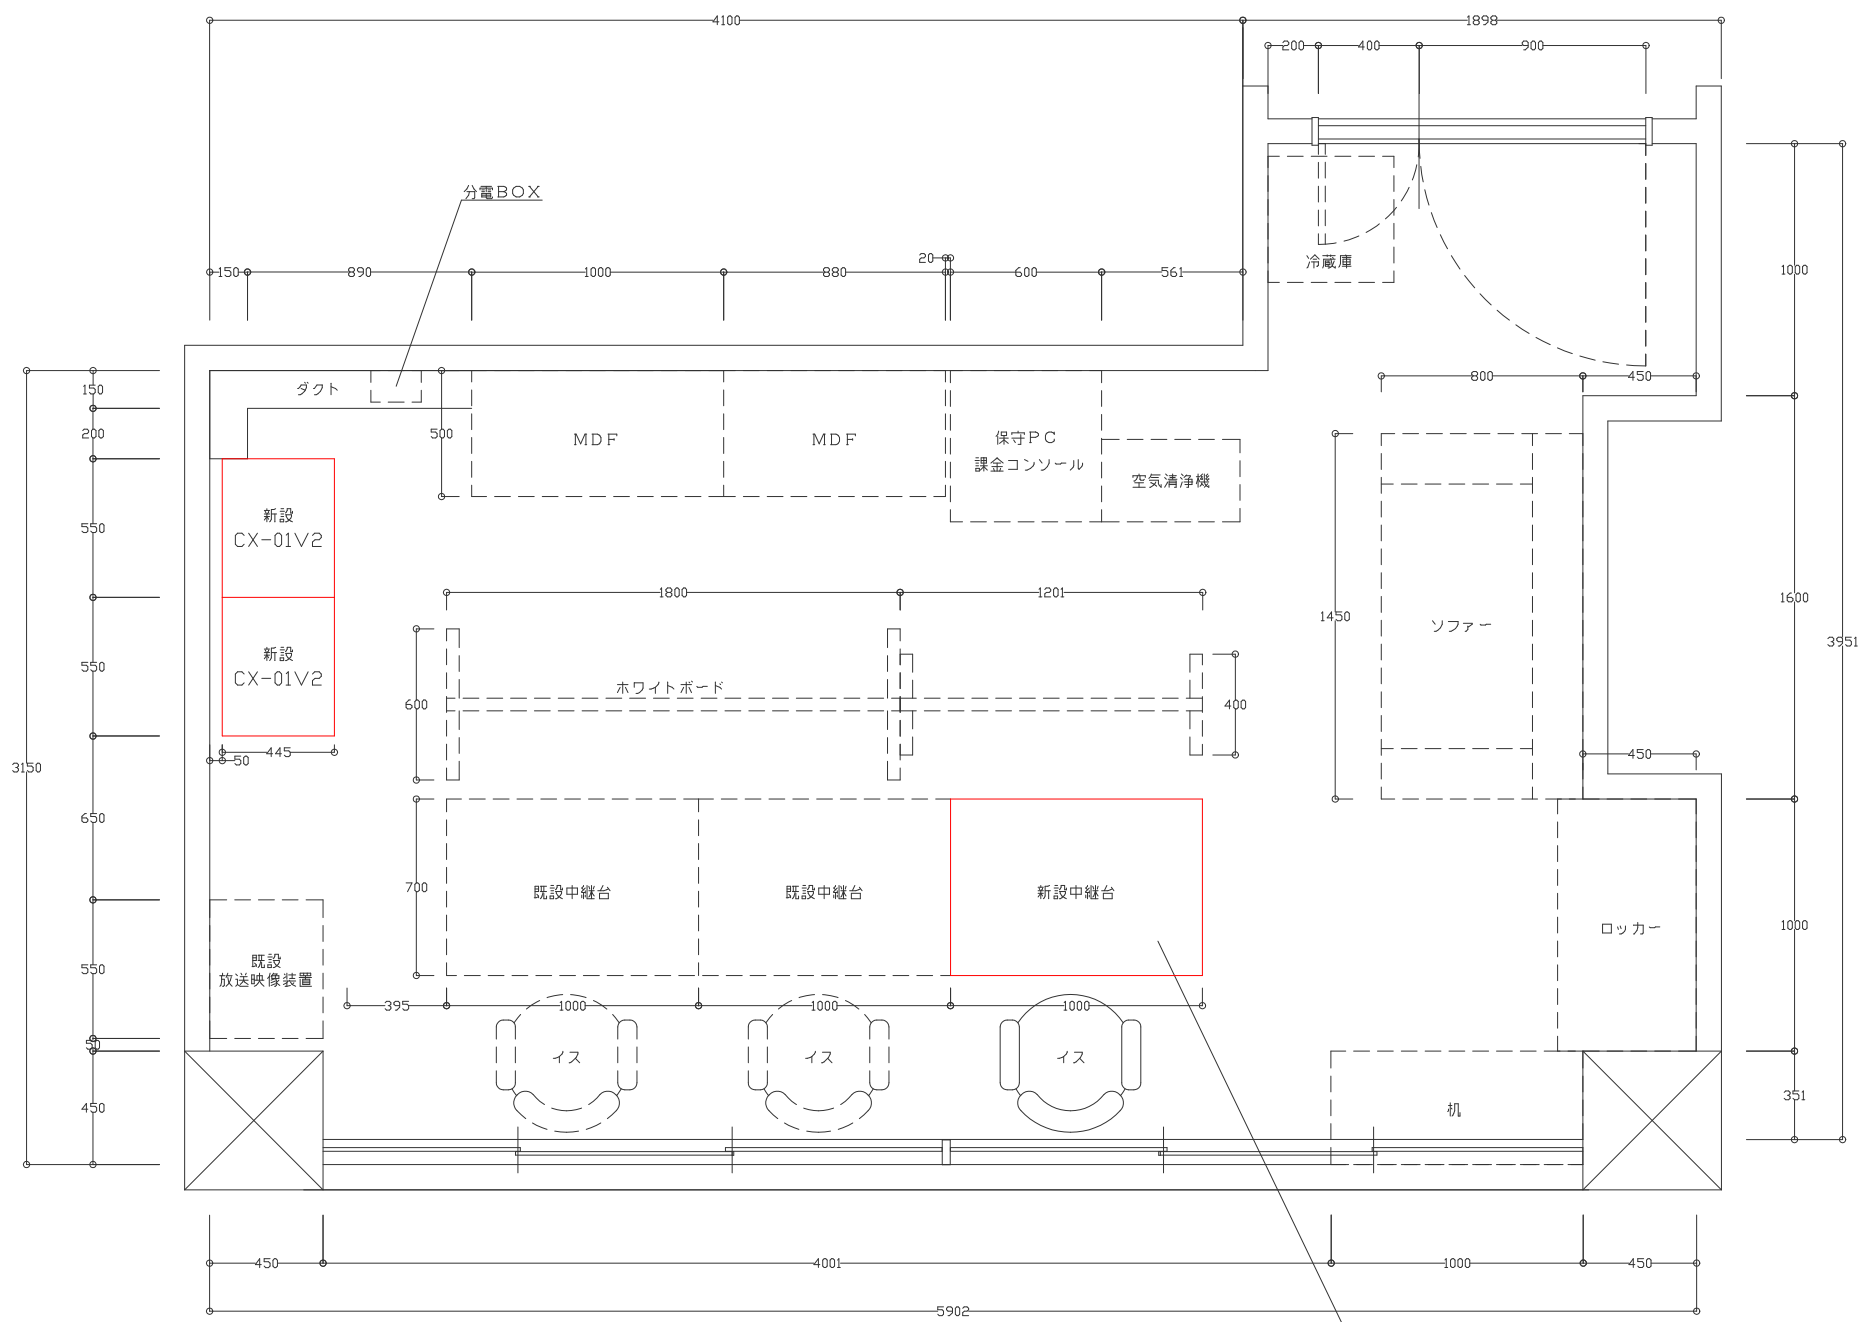 4100
1898
200
400
900
分電BOX
150
890
1000
880
20
600
561
冷蔵庫
1000
150
ダクト
800
450
200
500
MDF
MDF
保守PC
課金コンソール
空気清浄機
新設
CX-01V2
550
1800
1201
1600
1450
ソファー
3951
新設
CX-01V2
550
ホワイトボード
600
400
445
50
450
3150
650
700
既設中継台
既設中継台
新設中継台
1000
ロッカー
既設
放送映像装置
550
395
1000
1000
1000
50
イス
イス
イス
450
机
351
450
4001
1000
450
5902